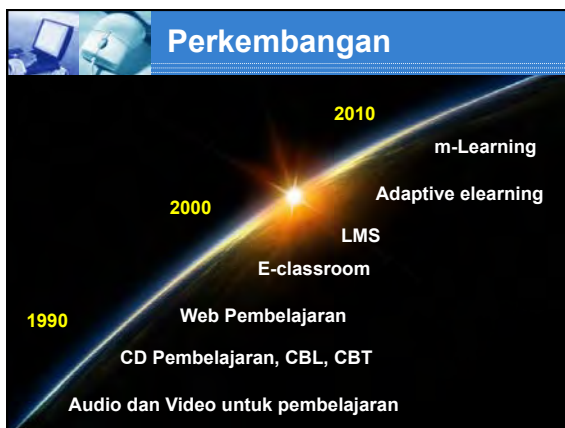 Perkembangan
2010
m-Learning
Adaptive elearning
2000
LMS
E-classroom
Web Pembelajaran
1990
CD Pembelajaran, CBL, CBT
Audio dan Video untuk pembelajaran